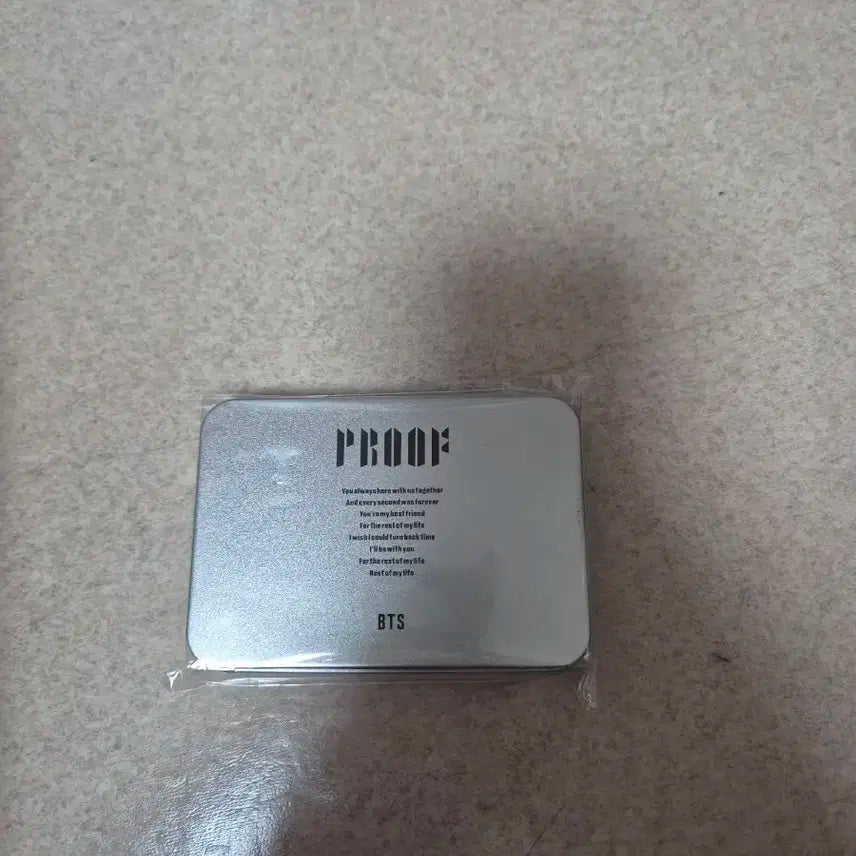 PROOF
You always here with us together
And every second was forever
You're my best friend
For the rest of my life
I wish I could turn back time
I'll be with you
For the rest of my life
Rest of my life
BTS